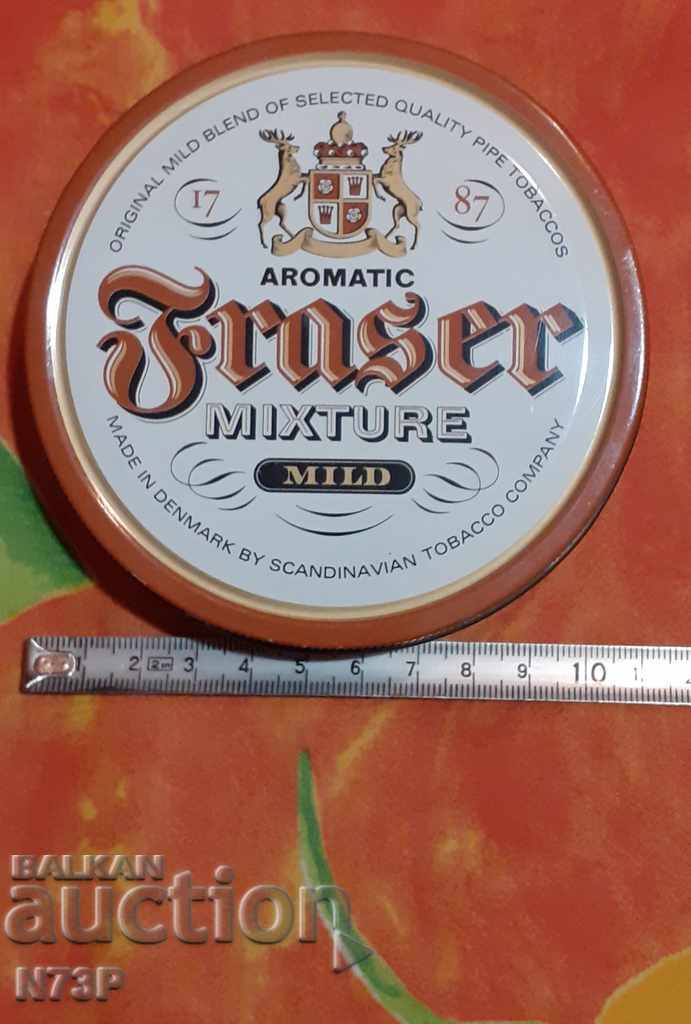 ORIGINAL MILD BLEND OF SELECTED QUALITY PIPE TOBACCOS
17 87
AROMATIC
Fraser
MIXTURE
MILD
MADE IN DENMARK BY SCANDINAVIAN TOBACCO COMPANY
2 2m 3 4 5 6 7 8 9 10
BALKAN
auction
N73P